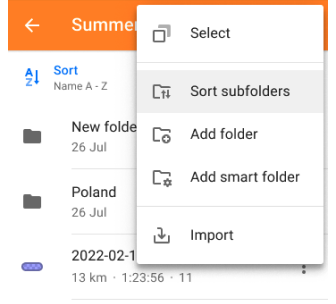 Summe
Select
Sort
Name A - Z
Sort subfolders
New folde
26 Jul
Add folder
Add smart folder
Poland
26 Jul
Import
2022-02-1
13 km · 1:23:56 · 11